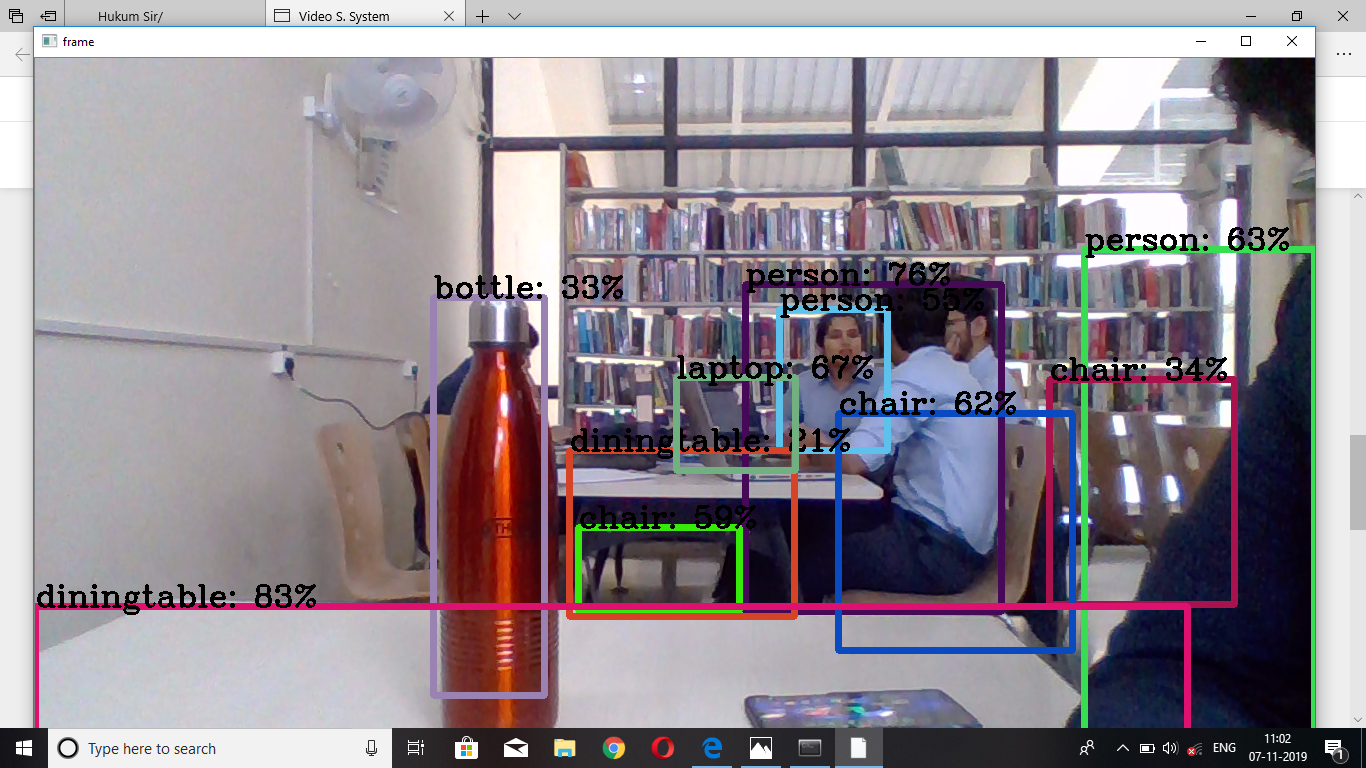 Hukum Sir/
Video S. System
frame
person: 63%
person: 76%
bottle: 33%
person: 55%
laptop: 67%
chair: 34%
chair: 62%
diningtable: 21%
chair: 59%
diningtable: 83%
Type here to search
ENG
11:02
07-11-2019
1